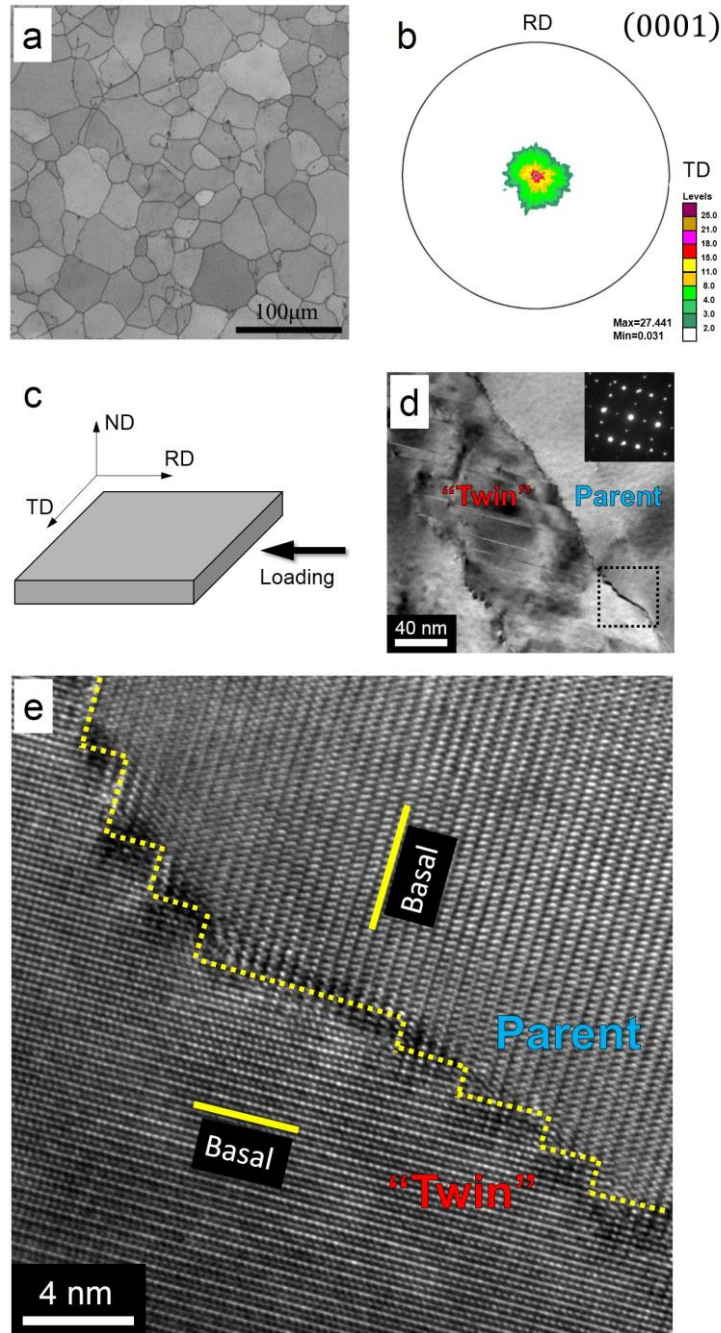 a
100μm
b
RD
(0001)
TD
Levels
25.0
21.0
18.0
15.0
11.0
8.0
4.0
3.0
2.0
Max=27.441
Min=0.031
c
ND
RD
TD
Loading
d
“Twin”
Parent
40 nm
e
Basal
Parent
Basal
“Twin”
4 nm